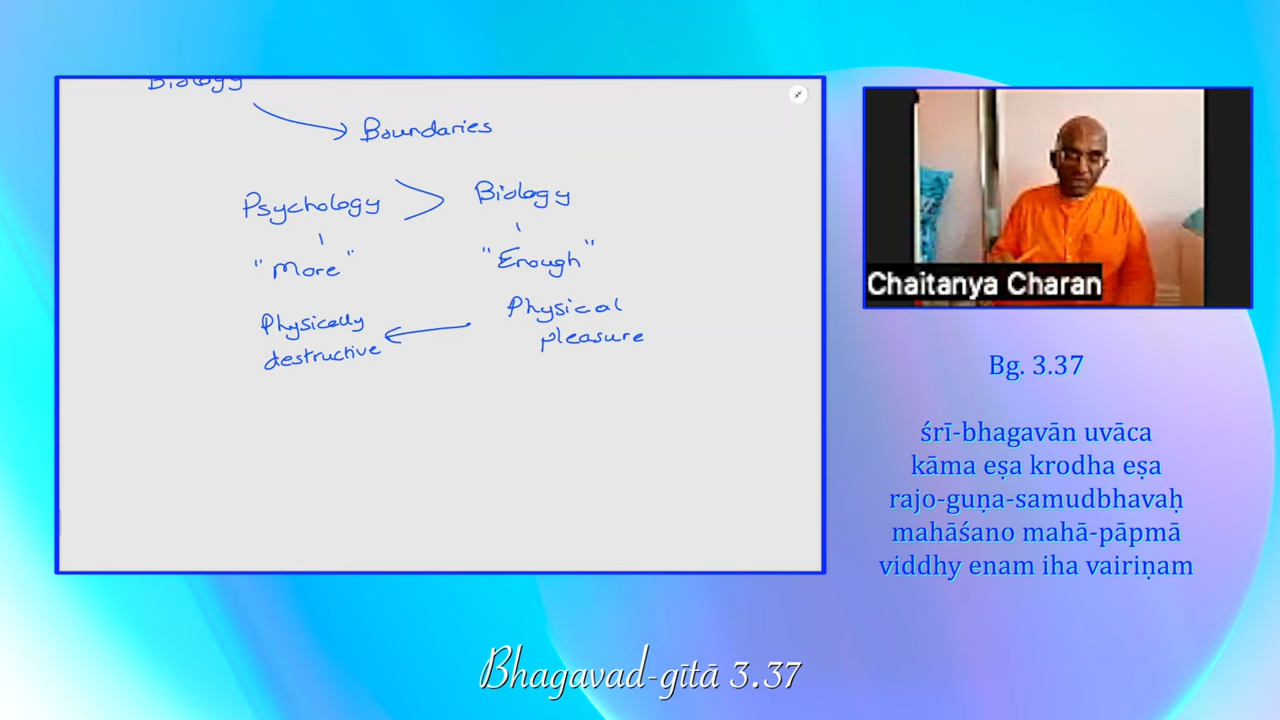 Biology
Boundaries
Psychology > Biology
"More" "Enough"
Physically
destructive
Physical
pleasure
Chaitanya Charan
Bg. 3.37
śrī-bhagavān uvāca
kāma eṣa krodha eṣa
rajo-guṇa-samudbhavaḥ
mahāśano mahā-pāpmā
viddhy enam iha vairiṇam
Bhagavad-gītā 3.37